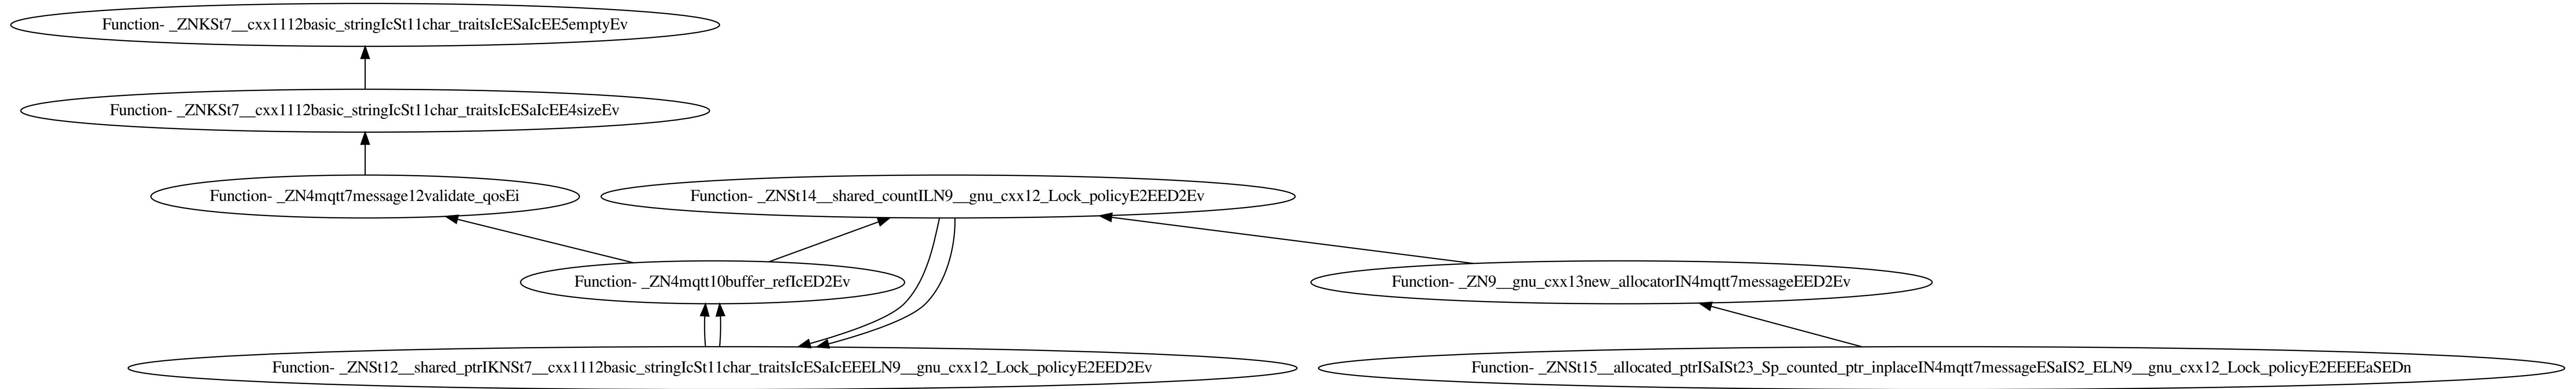 Function- _ZNKSt7__cxx1112basic_stringIcSt11char_traitsIcESaIcEE5emptyEv
Function- _ZNKSt7__cxx1112basic_stringIcSt11char_traitsIcESaIcEE4sizeEv
Function- _ZN4mqtt7message12validate_qosEi
Function- _ZNSt14__shared_countILN9__gnu_cxx12_Lock_policyE2EED2Ev
Function- _ZN4mqtt10buffer_refIcED2Ev
Function- _ZN9__gnu_cxx13new_allocatorIN4mqtt7messageEED2Ev
Function- _ZNSt12__shared_ptrIKNSt7__cxx1112basic_stringIcSt11char_traitsIcESaIcEEELN9__gnu_cxx12_Lock_policyE2EED2Ev
Function- _ZNSt15__allocated_ptrISaISt23_Sp_counted_ptr_inplaceIN4mqtt7messageESaIS2_ELN9__gnu_cxx12_Lock_policyE2EEEEaSEDn